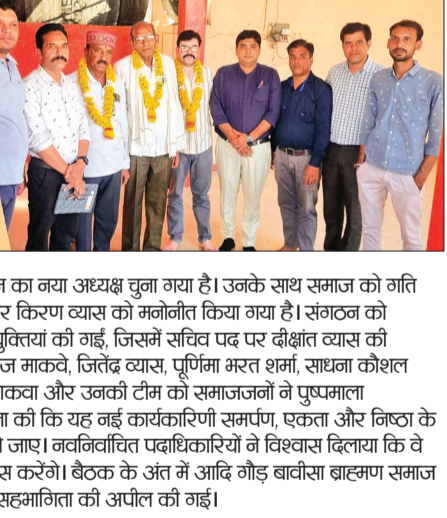 का नया अध्यक्ष चुना गया है। उनके साथ समाज को गति
किरण व्यास को मनोनीत किया गया है। संगठन को
की गईं, जिसमें सचिव पद पर दीक्षांत व्यास की
माकवे, जितेंद्र व्यास, पूर्णिमा भरत शर्मा, साधना कौशल
और उनकी टीम को समाजजनों ने पुष्पमाला
की कि यह नई कार्यकारिणी समर्पण, एकता और निष्ठा के
जाए। नवनिर्वाचित पदाधिकारियों ने विश्वास दिलाया कि वे
करेंगे। बैठक के अंत में आदि गौड़ बावीसा ब्राह्मण समाज
सहभागिता की अपील की गई।